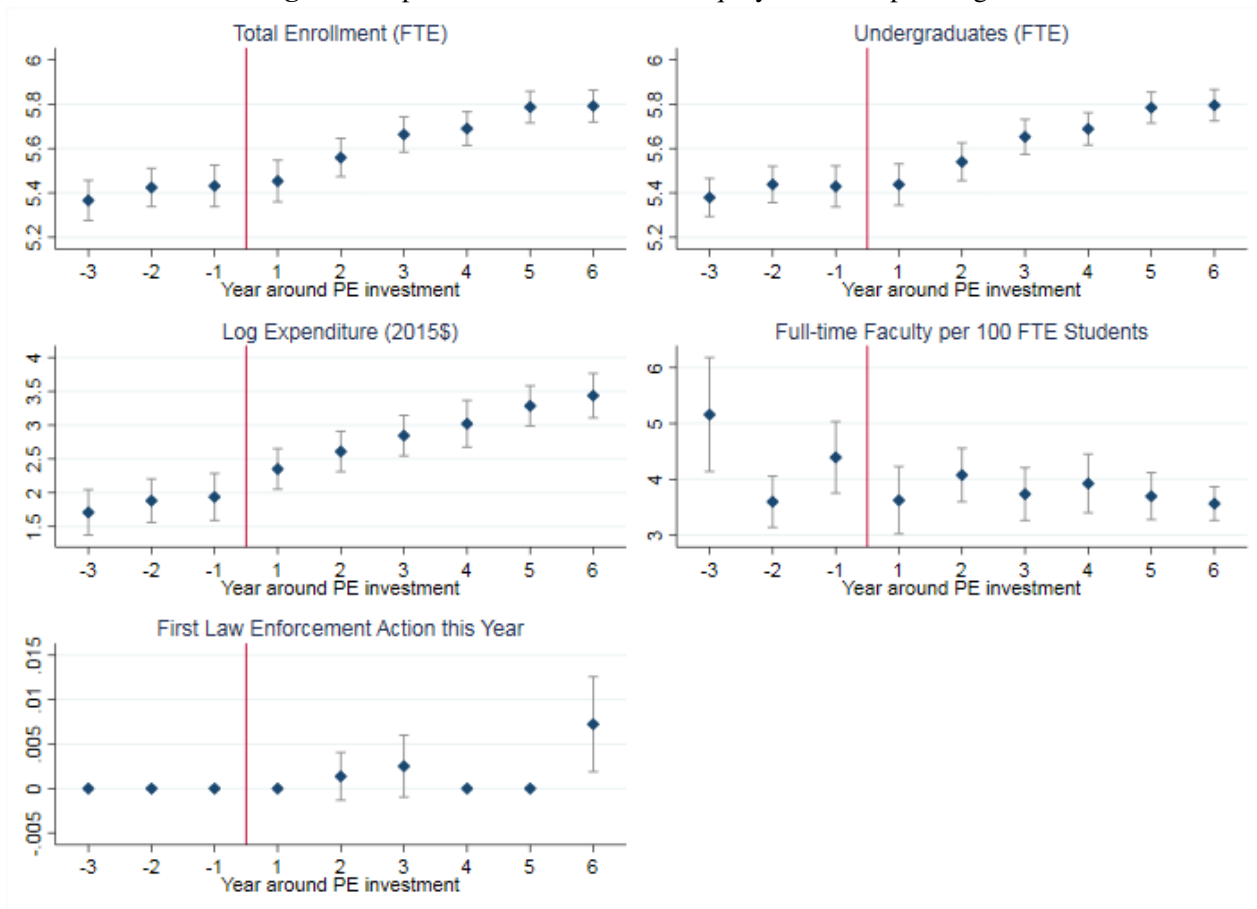 Total Enrollment (FTE)
6
5.8
5.6
5.4
5.2
-3 -2 -1 1 2 3 4 5 6
Year around PE investment
Undergraduates (FTE)
6
5.8
5.6
5.4
5.2
-3 -2 -1 1 2 3 4 5 6
Year around PE investment
Log Expenditure (2015$)
4
3.5
3
2.5
2
1.5
-3 -2 -1 1 2 3 4 5 6
Year around PE investment
Full-time Faculty per 100 FTE Students
6
5
4
3
-3 -2 -1 1 2 3 4 5 6
Year around PE investment
First Law Enforcement Action this Year
.015
.01
.005
0
-.005
-3 -2 -1 1 2 3 4 5 6
Year around PE investment